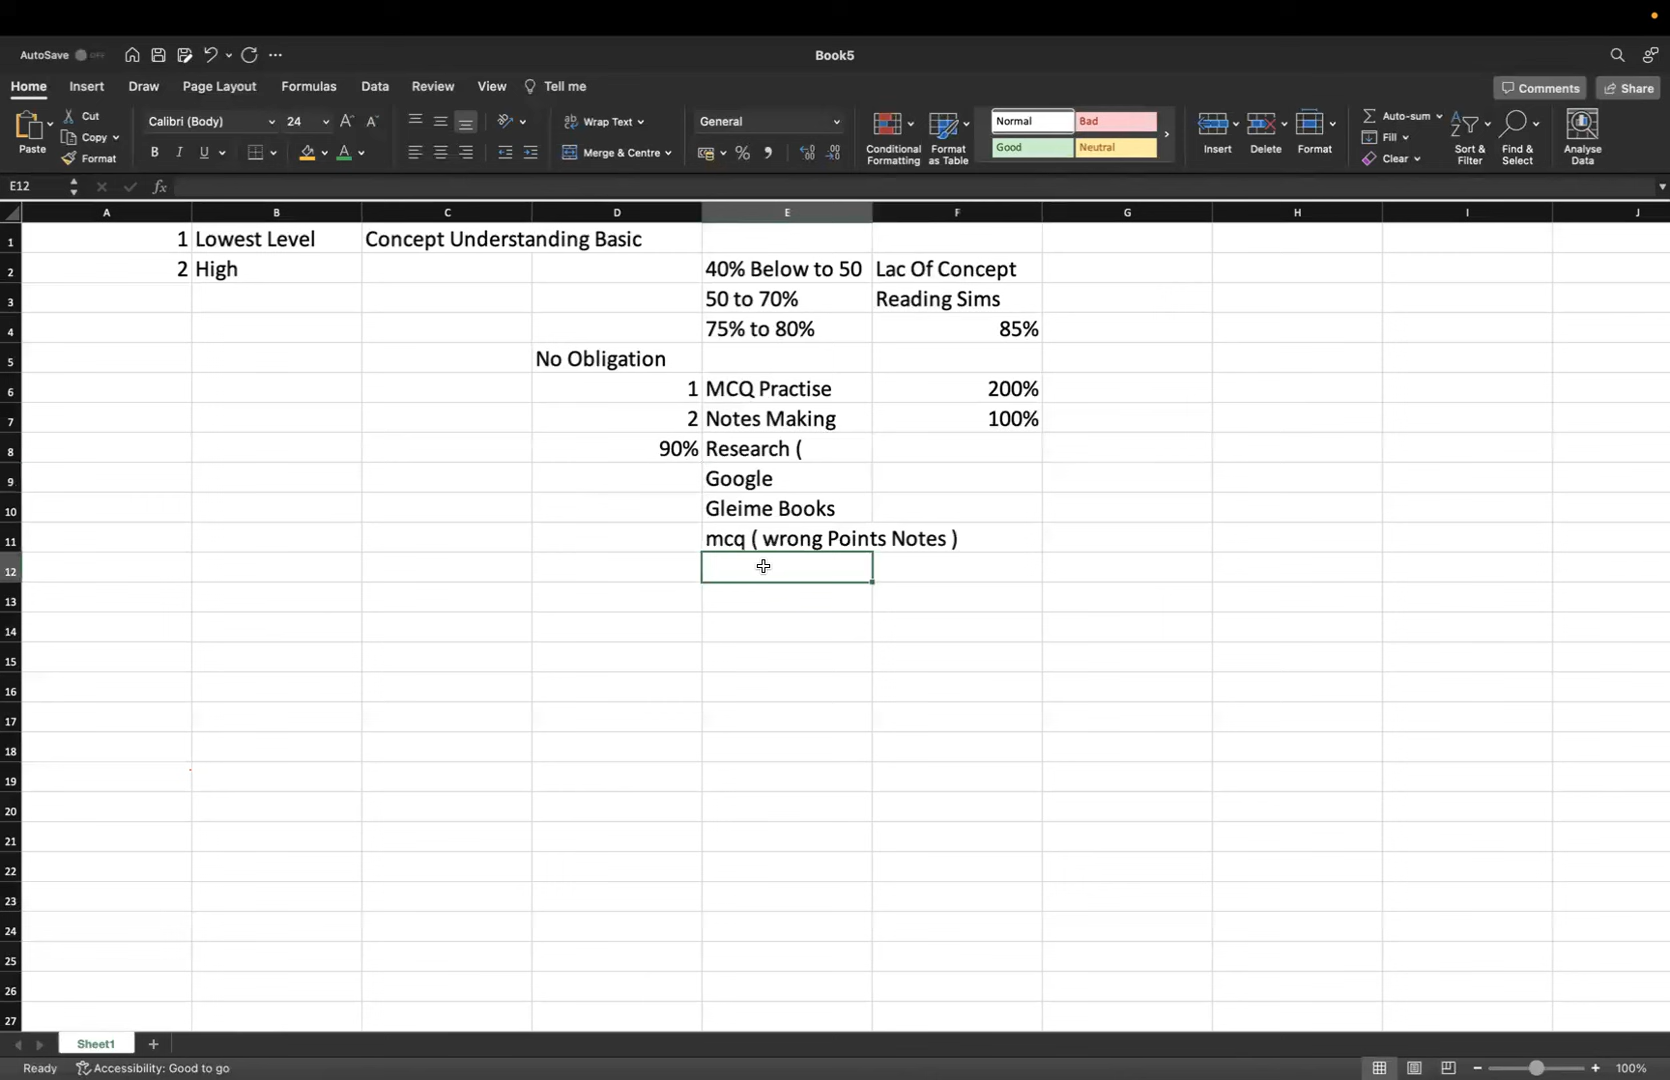 AutoSave OFF
Book5
Home Insert Draw Page Layout Formulas Data Review View Tell me
Comments Share
Paste
Cut
Copy
Format
Calibri (Body) 24
B I U
Wrap Text
Merge & Centre
General
Conditional Formatting
Format as Table
Normal Bad
Good Neutral
Insert Delete Format
Auto-sum
Fill
Clear
Sort & Filter
Find & Select
Analyse Data
E12 fx
A B C D E F G H I J
1 1 Lowest Level Concept Understanding Basic
2 2 High 40% Below to 50 Lac Of Concept
3 50 to 70% Reading Sims
4 75% to 80% 85%
5 No Obligation
6 1 MCQ Practise 200%
7 2 Notes Making 100%
8 90% Research (
9 Google
10 Gleime Books
11 mcq ( wrong Points Notes )
12
13
14
15
16
17
18
19
20
21
22
23
24
25
26
27
Sheet1
Ready Accessibility: Good to go 100%